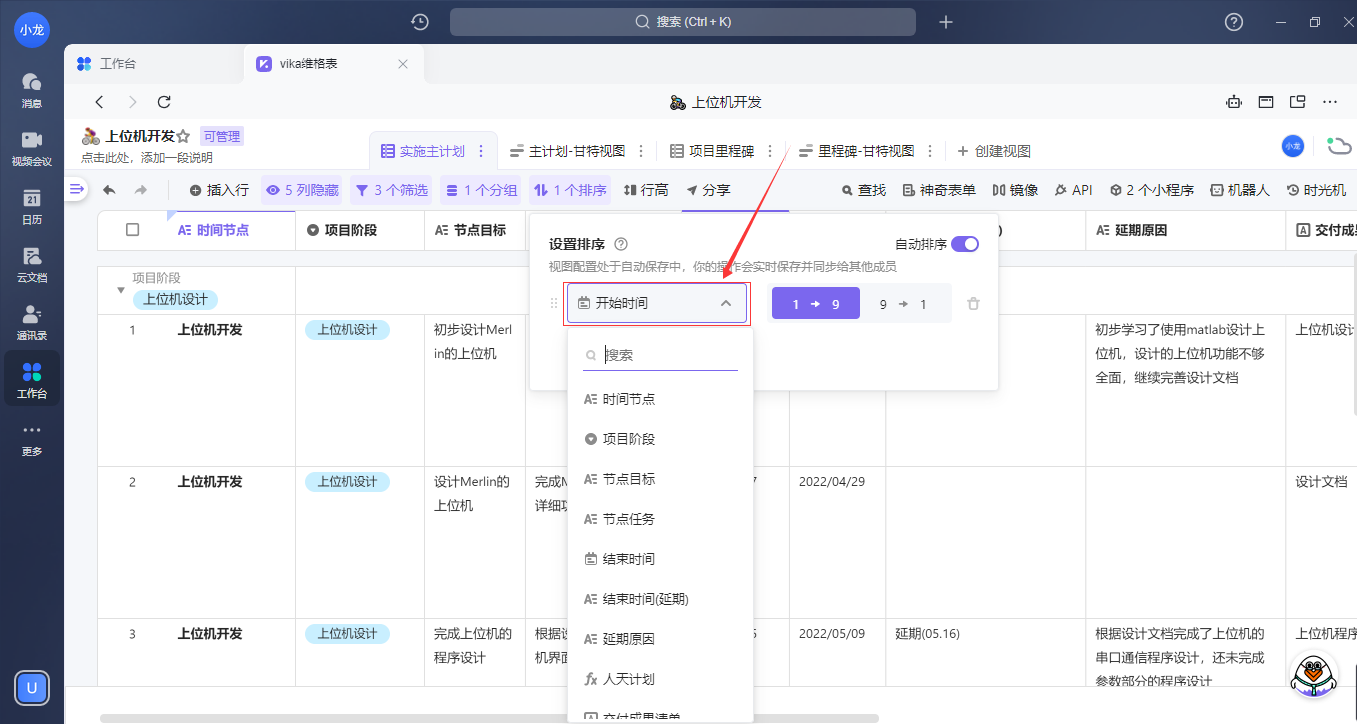 小龙
搜索 (Ctrl + K)
消息
视频会议
21
日历
云文档
通讯录
工作台
更多
U
工作台
vika维格表
上位机开发
上位机开发
可管理
点击此处，添加一段说明
实施主计划
主计划-甘特视图
项目里程碑
里程碑-甘特视图
创建视图
小龙
插入行
5 列隐藏
3 个筛选
1 个分组
1 个排序
行高
分享
查找
神奇表单
镜像
API
2 个小程序
机器人
时光机
时间节点
项目阶段
节点目标
延期原因
交付成
设置排序
自动排序
视图配置处于自动保存中，你的操作会实时保存并同步给其他成员
开始时间
1 → 9
9 → 1
搜索
时间节点
项目阶段
节点目标
节点任务
结束时间
结束时间(延期)
延期原因
人天计划
交付成果清单
项目阶段
上位机设计
1
上位机开发
上位机设计
初步设计Merl
in的上位机
初步学习了使用matlab设计上
位机，设计的上位机功能不够
全面，继续完善设计文档
上位机设计
2
上位机开发
上位机设计
设计Merlin的
上位机
完成M
详细功
2022/04/29
设计文档
3
上位机开发
上位机设计
完成上位机的
程序设计
根据设
机界面
2022/05/09
延期(05.16)
根据设计文档完成了上位机的
串口通信程序设计，还未完成
参数部分的程序设计
上位机程序